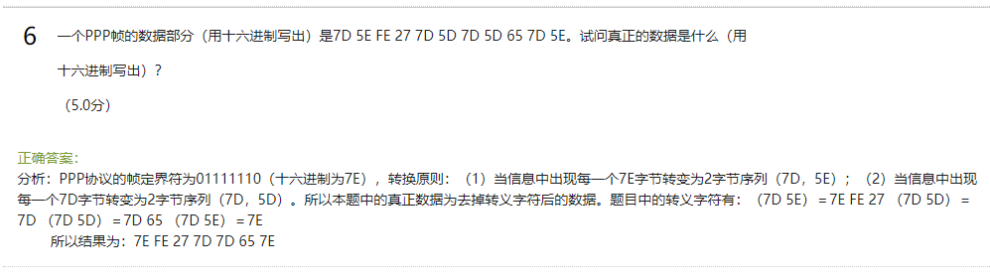 6 一个PPP帧的数据部分（用十六进制写出）是7D 5E FE 27 7D 5D 7D 5D 65 7D 5E。试问真正的数据是什么（用
十六进制写出）？
（5.0分）
正确答案：
分析：PPP协议的帧定界符为01111110（十六进制为7E），转换原则：（1）当信息中出现每一个7E字节转变为2字节序列（7D，5E）；（2）当信息中出现
每一个7D字节转变为2字节序列（7D，5D）。所以本题中的真正数据为去掉转义字符后的数据。题目中的转义字符有：（7D 5E）= 7E FE 27 （7D 5D）=
7D （7D 5D）= 7D 65 （7D 5E）= 7E
所以结果为：7E FE 27 7D 7D 65 7E